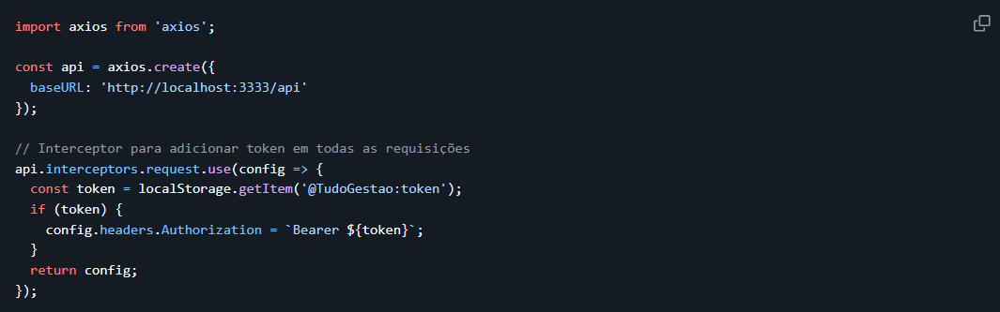 import axios from 'axios';
const api = axios.create({
  baseURL: 'http://localhost:3333/api'
});
// Interceptor para adicionar token em todas as requisições
api.interceptors.request.use(config => {
  const token = localStorage.getItem('@TudoGestao:token');
  if (token) {
    config.headers.Authorization = `Bearer ${token}`;
  }
  return config;
});